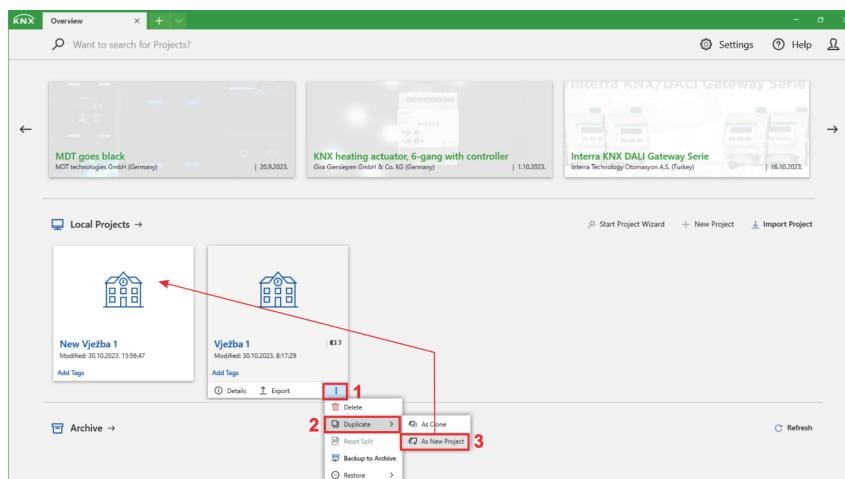 KNX Overview
Want to search for Projects?
Settings Help
Interra KNX/DALI Gateway Serie
MDT goes black
MDT technologies GmbH (Germany) | 20.9.2023.
KNX heating actuator, 6-gang with controller
Gira Giersiepen GmbH & Co. KG (Germany) | 1.10.2023.
Interra KNX DALI Gateway Serie
Interra Technology Otomasyon A.S. (Turkey) | 16.10.2023.
Local Projects
Start Project Wizard
New Project
Import Project
New Vježba 1
Modified: 30.10.2023. 15:56:47
Add Tags
Vježba 1
3
Modified: 30.10.2023. 8:17:29
Add Tags
Details
Export
1
Delete
2
Duplicate
As Clone
Reset Split
As New Project
3
Backup to Archive
Restore
Archive
Refresh